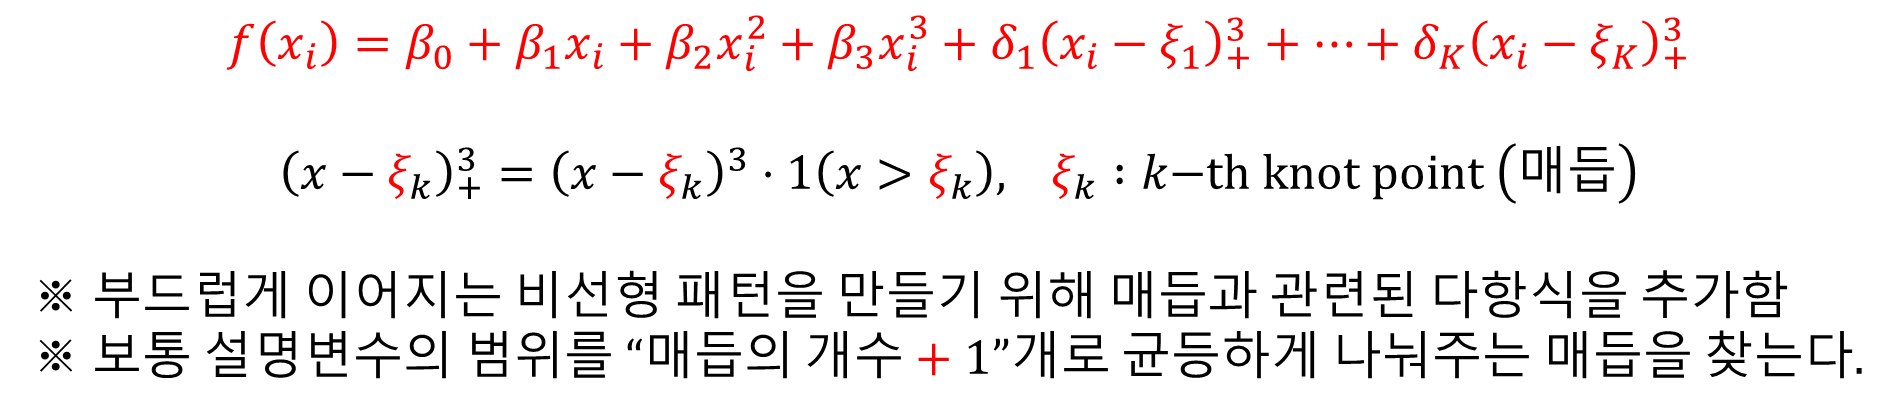 f(xᵢ) = β₀ + β₁xᵢ + β₂xᵢ² + β₃xᵢ³ + δ₁(xᵢ − ξ₁)₊³ + ⋯ + δ_K(xᵢ − ξ_K)₊³
(x − ξₖ)₊³ = (x − ξₖ)³ · 1(x > ξₖ), ξₖ : k−th knot point (매듭)
※ 부드럽게 이어지는 비선형 패턴을 만들기 위해 매듭과 관련된 다항식을 추가함
※ 보통 설명변수의 범위를 “매듭의 개수 + 1”개로 균등하게 나눠주는 매듭을 찾는다.